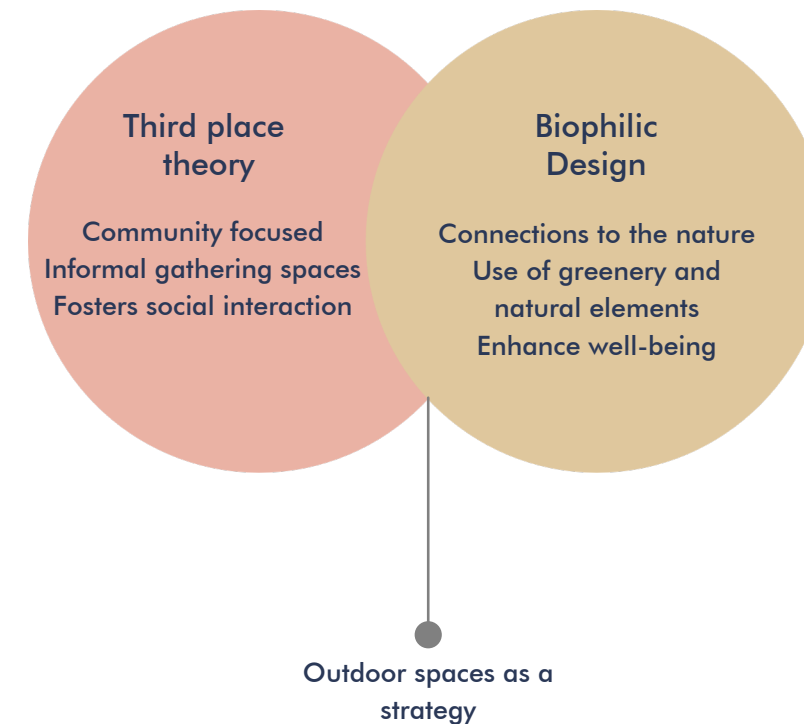 Third place
theory
Community focused
Informal gathering spaces
Fosters social interaction
Biophilic
Design
Connections to the nature
Use of greenery and
natural elements
Enhance well-being
Outdoor spaces as a
strategy